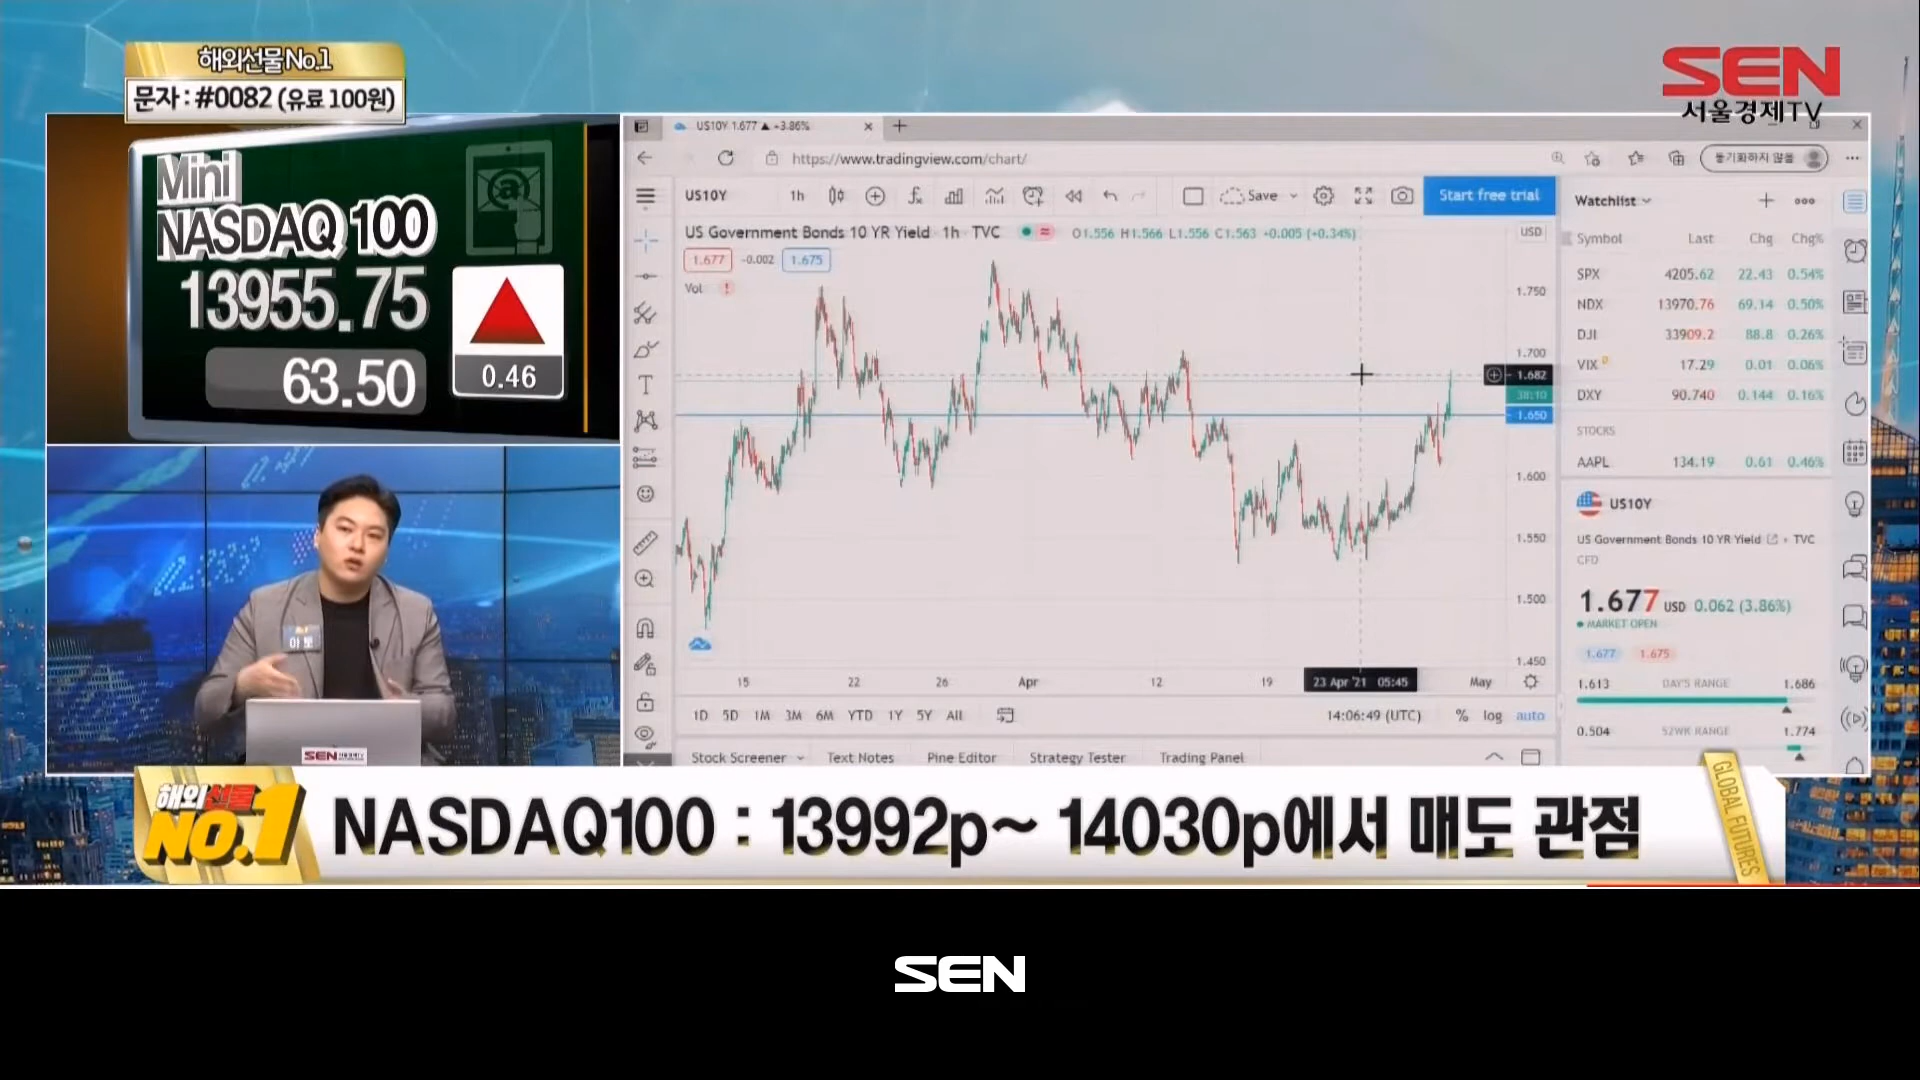 해외선물No.1
문자 : #0082 (유료 100원)
SEN
서울경제TV
Mini
NASDAQ 100
13955.75
63.50
0.46
US10Y 1.677 ▲ +3.86%
https://www.tradingview.com/chart/
동기화하지 않음
US10Y
1h
Save
Start free trial
US Government Bonds 10 YR Yield 1h TVC
O1.556 H1.566 L1.556 C1.563 +0.005 (+0.34%)
USD
1.677
-0.002
1.675
Vol
1.750
1.700
1.682
38:10
1.650
1.600
1.550
1.500
1.450
15
22
26
Apr
12
19
23 Apr '21 05:45
May
1D 5D 1M 3M 6M YTD 1Y 5Y All
14:06:49 (UTC)
% log auto
Stock Screener
Text Notes
Pine Editor
Strategy Tester
Trading Panel
Watchlist
Symbol Last Chg Chg%
SPX 4205.62 22.43 0.54%
NDX 13970.76 69.14 0.50%
DJI 33909.2 88.8 0.26%
VIX 17.29 0.01 0.06%
DXY 90.740 0.144 0.16%
STOCKS
AAPL 134.19 0.61 0.46%
US10Y
US Government Bonds 10 YR Yield • TVC
CFD
1.677 USD 0.062 (3.86%)
MARKET OPEN
1.677 1.675
1.613 DAY'S RANGE 1.686
0.504 52WK RANGE 1.774
SEN
해외선물
NO.1
NASDAQ100 : 13992p~ 14030p에서 매도 관점
GLOBAL FUTURES
SEN